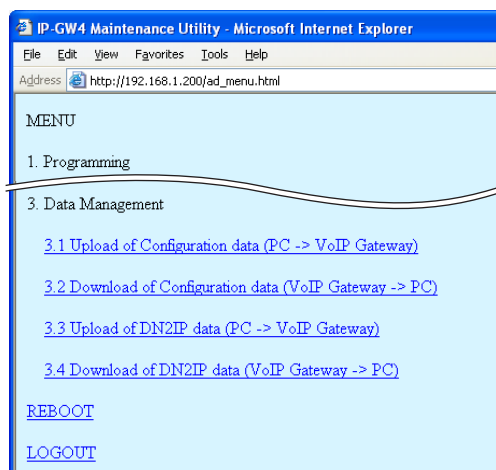 IP-GW4 Maintenance Utility - Microsoft Internet Explorer
File Edit View Favorites Tools Help
Address http://192.168.1.200/ad_menu.html
MENU
1. Programming
3. Data Management
3.1 Upload of Configuration data (PC -> VoIP Gateway)
3.2 Download of Configuration data (VoIP Gateway -> PC)
3.3 Upload of DN2IP data (PC -> VoIP Gateway)
3.4 Download of DN2IP data (VoIP Gateway -> PC)
REBOOT
LOGOUT